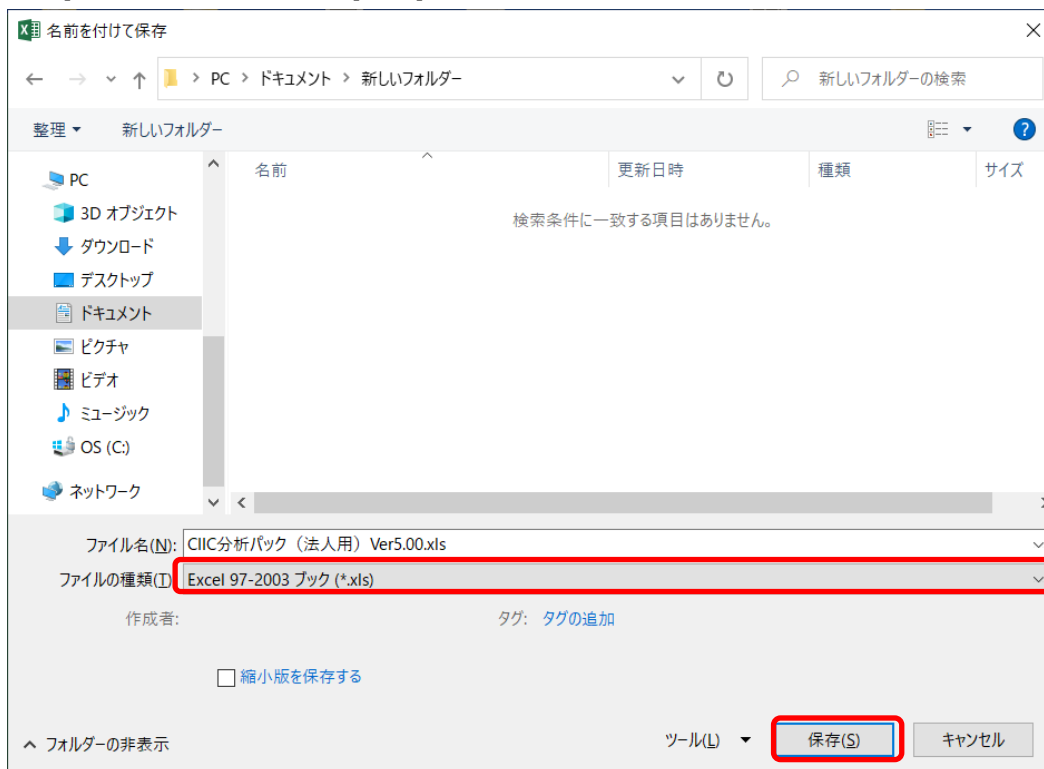 名前を付けて保存
PC > ドキュメント > 新しいフォルダー
新しいフォルダーの検索
整理 新しいフォルダー
名前 更新日時 種類 サイズ
検索条件に一致する項目はありません。
PC
3D オブジェクト
ダウンロード
デスクトップ
ドキュメント
ピクチャ
ビデオ
ミュージック
OS (C:)
ネットワーク
ファイル名(N): CIIC分析パック（法人用）Ver5.00.xls
ファイルの種類(T) Excel 97-2003 ブック (*.xls)
作成者: タグ: タグの追加
縮小版を保存する
フォルダーの非表示 ツール(L) 保存(S) キャンセル